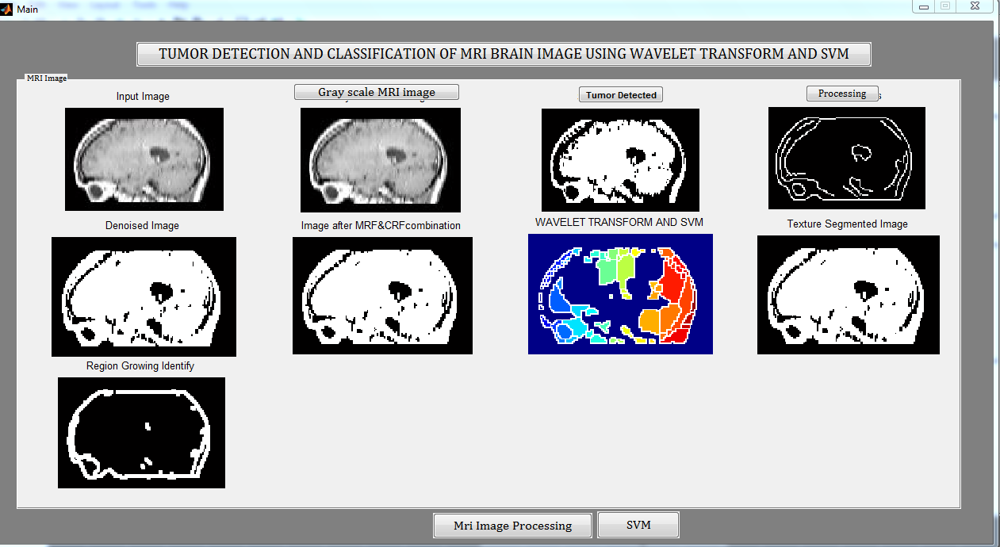 Main
TUMOR DETECTION AND CLASSIFICATION OF MRI BRAIN IMAGE USING WAVELET TRANSFORM AND SVM
MRI Image
Input Image
Gray scale MRI image
Tumor Detected
Processing
Denoised Image
Image after MRF&CRFcombination
WAVELET TRANSFORM AND SVM
Texture Segmented Image
Region Growing Identify
Mri Image Processing
SVM